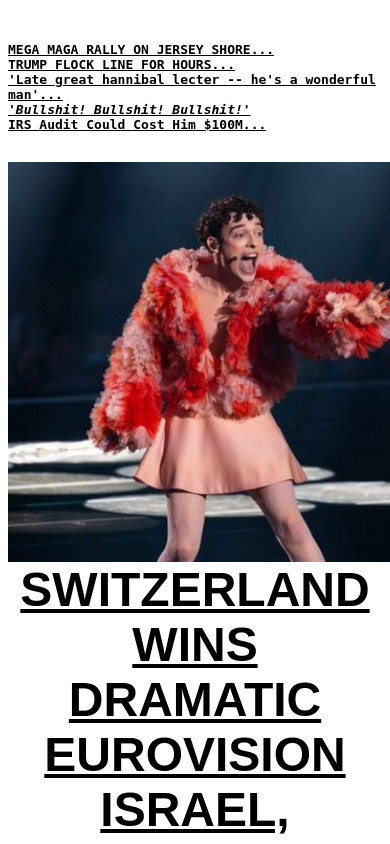 MEGA MAGA RALLY ON JERSEY SHORE...
TRUMP FLOCK LINE FOR HOURS...
'Late great hannibal lecter -- he's a wonderful
man'...
'Bullshit! Bullshit! Bullshit!'
IRS Audit Could Cost Him $100M...
SWITZERLAND
WINS
DRAMATIC
EUROVISION
ISRAEL,